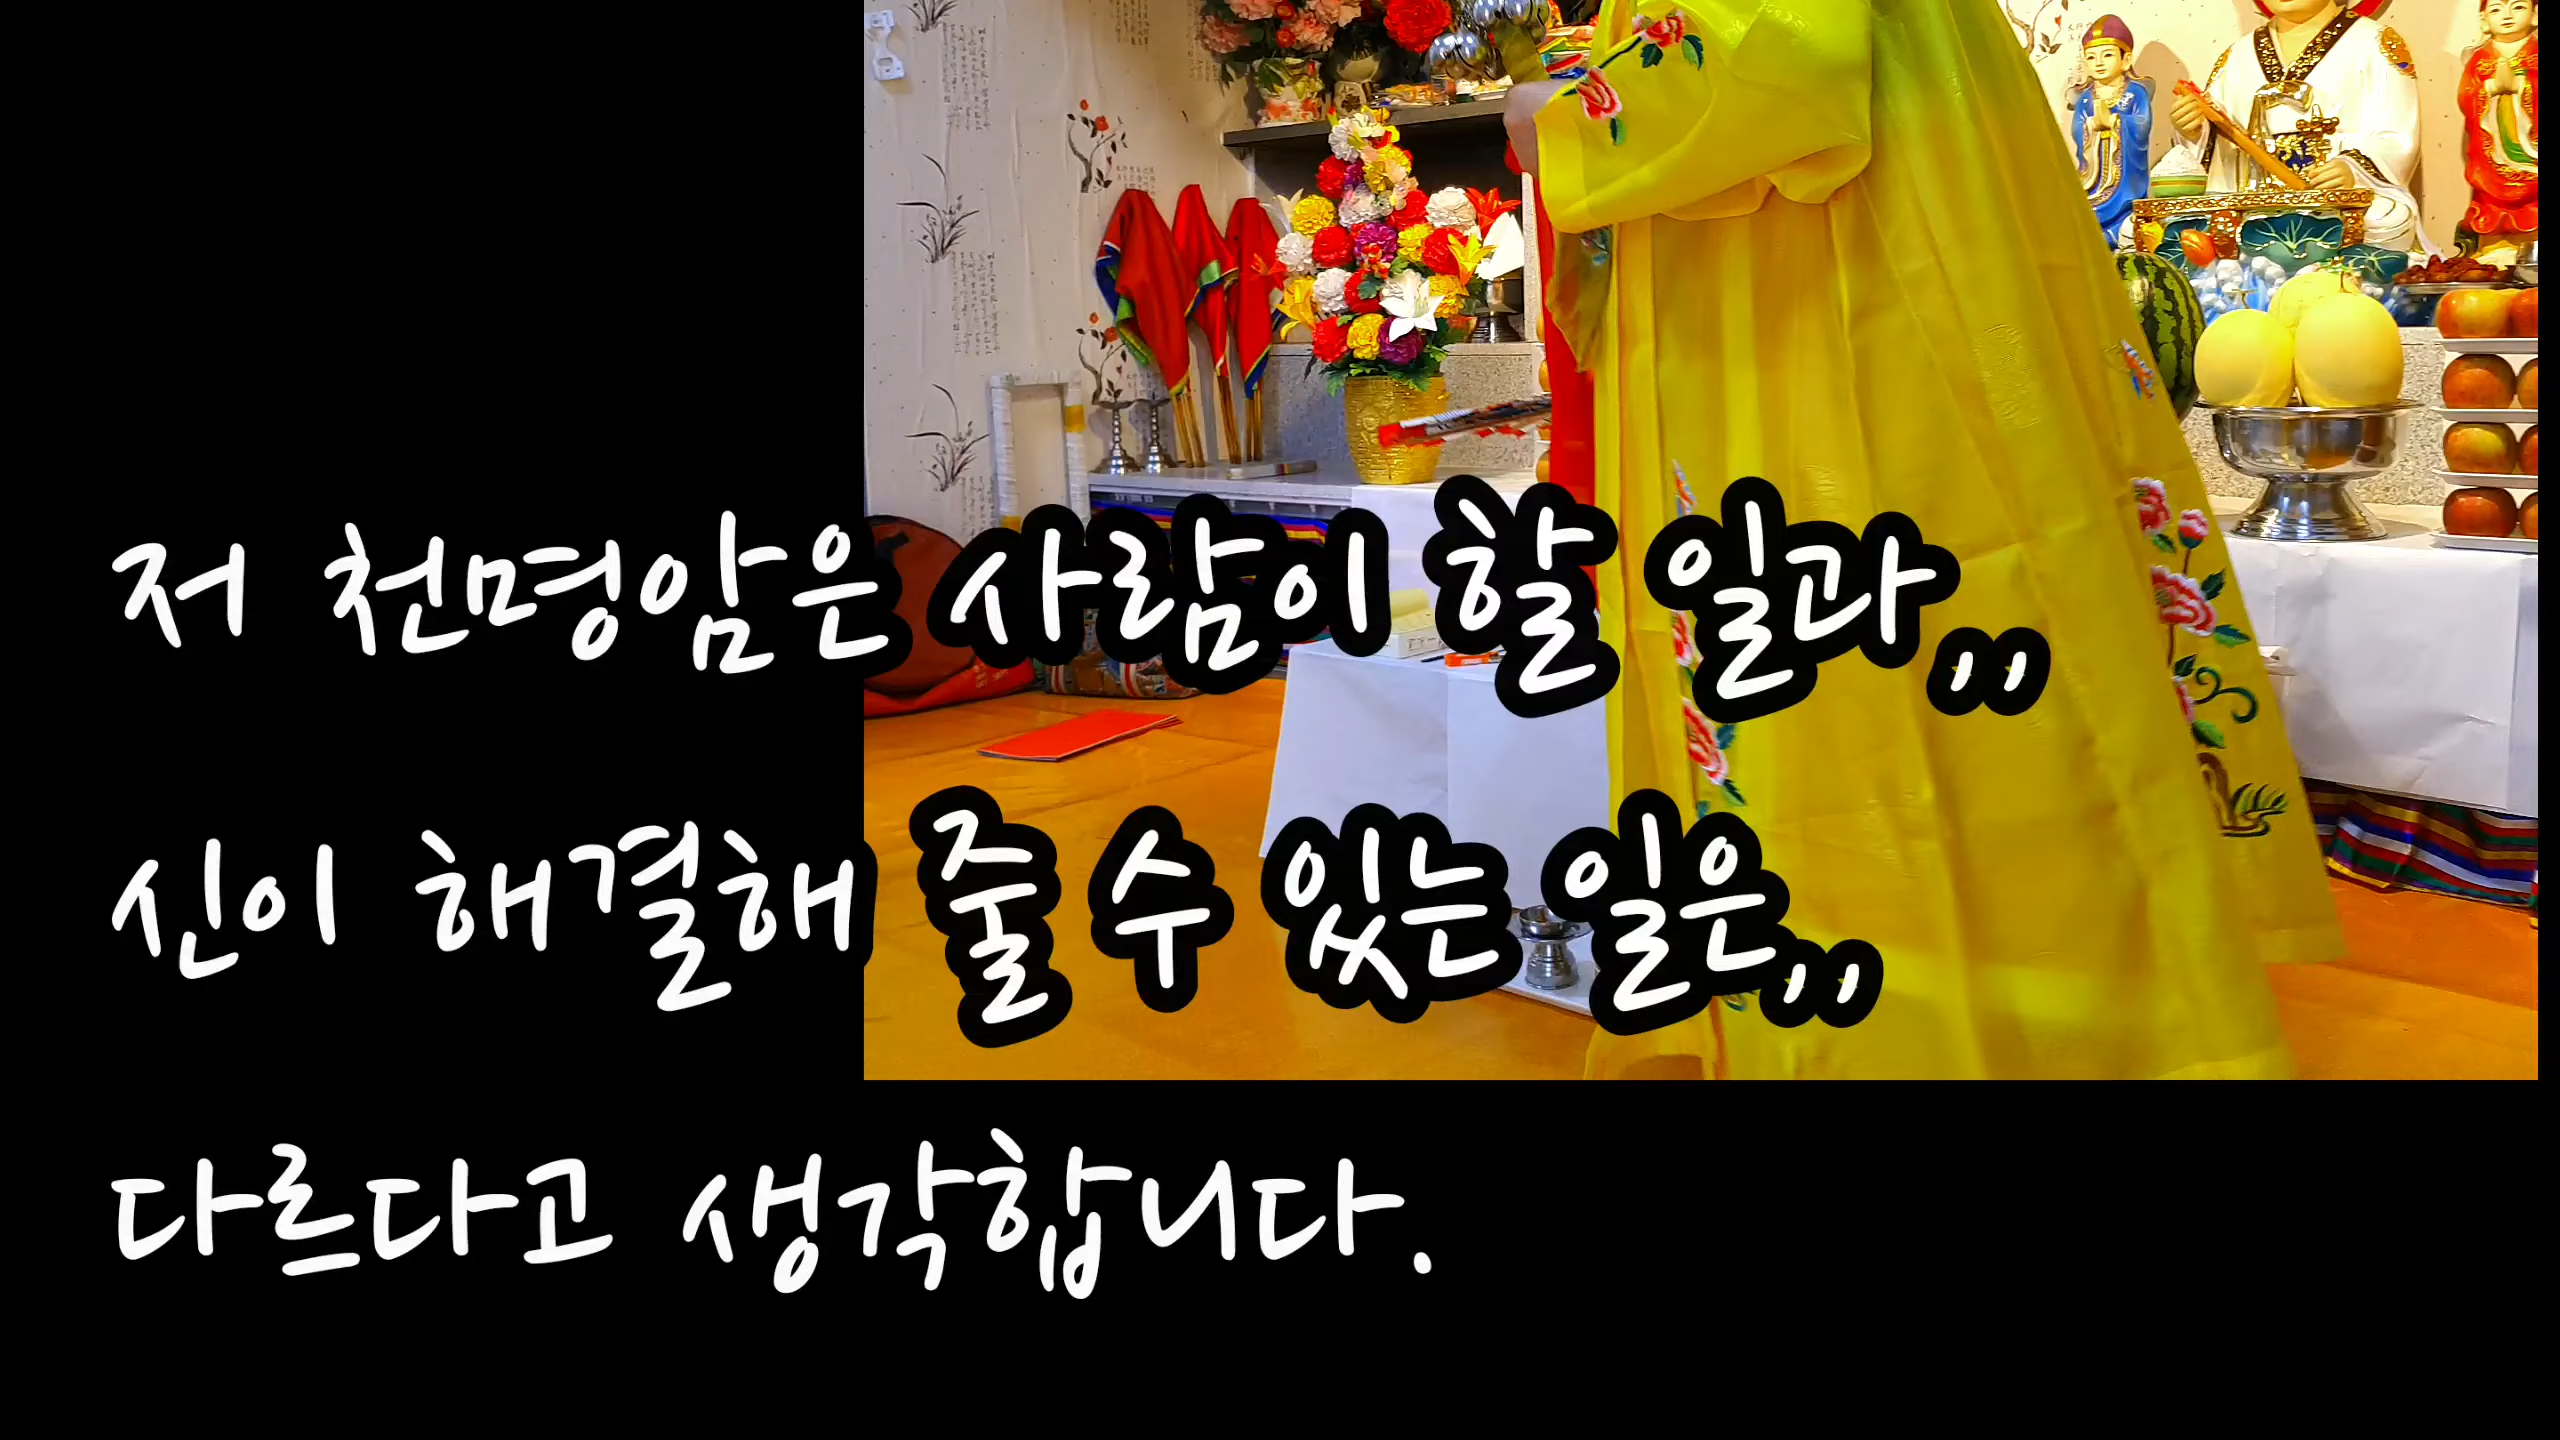 저 천명암은 사람이 할 일과,,
신이 해결해 줄 수 있는 일은,,
다르다고 생각합니다.